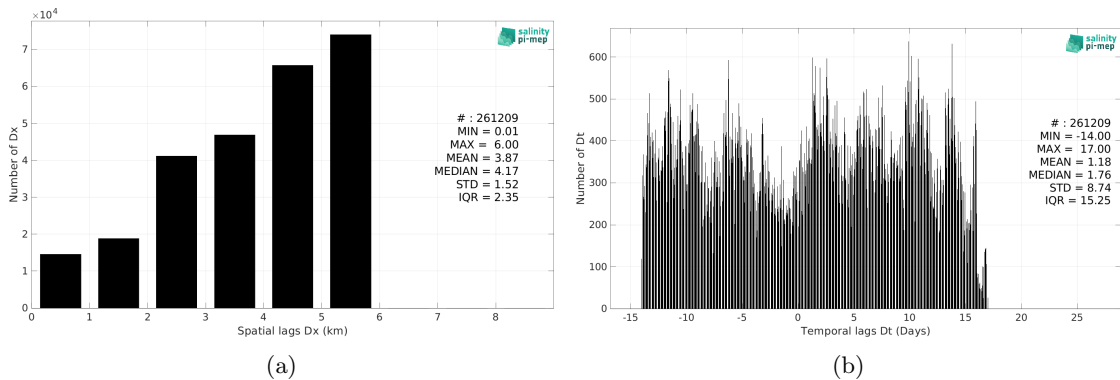 ×10⁴
7
6
5
4
3
2
1
0
Number of Dx
0 1 2 3 4 5 6 7 8
Spatial lags Dx (km)
salinity
pi-mep
# : 261209
MIN = 0.01
MAX = 6.00
MEAN = 3.87
MEDIAN = 4.17
STD = 1.52
IQR = 2.35
(a)
600
500
400
300
200
100
0
Number of Dt
-15 -10 -5 0 5 10 15 20 25
Temporal lags Dt (Days)
salinity
pi-mep
# : 261209
MIN = -14.00
MAX = 17.00
MEAN = 1.18
MEDIAN = 1.76
STD = 8.74
IQR = 15.25
(b)